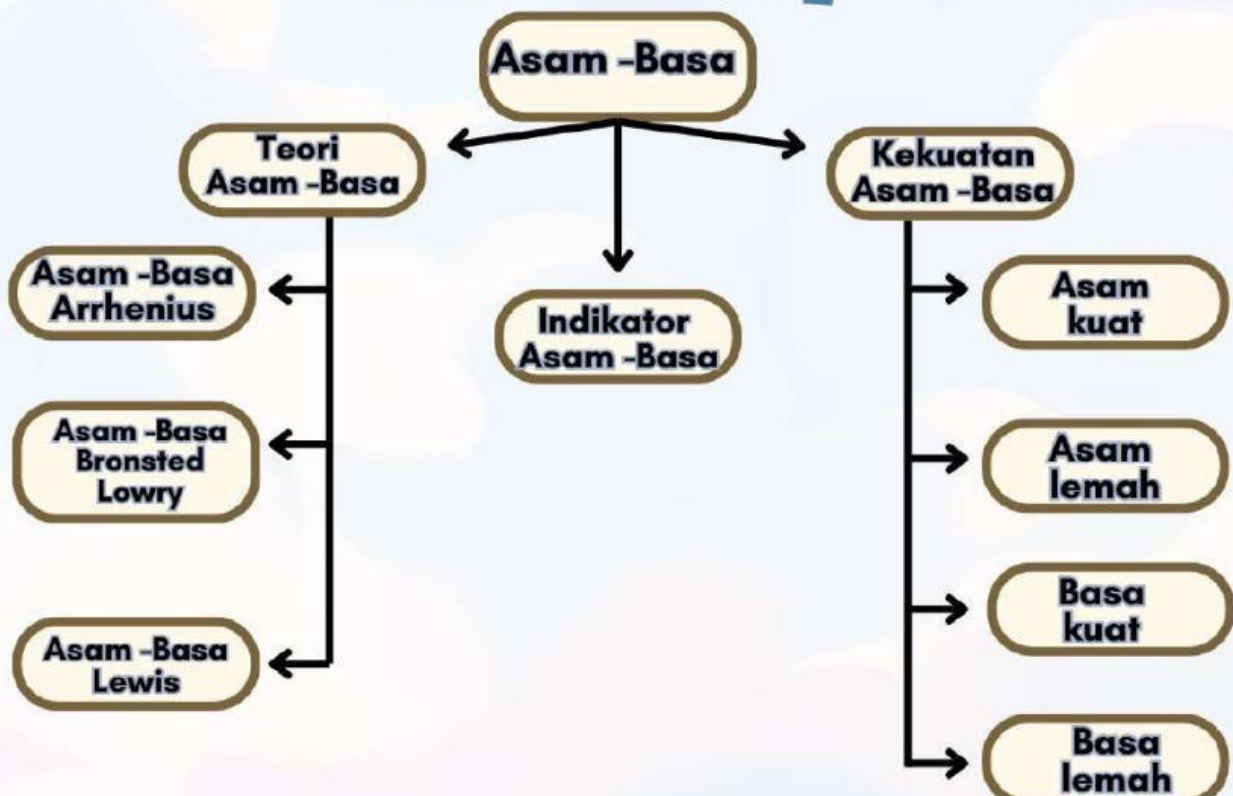 Asam -Basa
Teori
Asam -Basa
Kekuatan
Asam -Basa
Asam -Basa
Arrhenius
Indikator
Asam -Basa
Asam
kuat
Asam -Basa
Bronsted
Lowry
Asam
lemah
Basa
kuat
Asam -Basa
Lewis
Basa
lemah